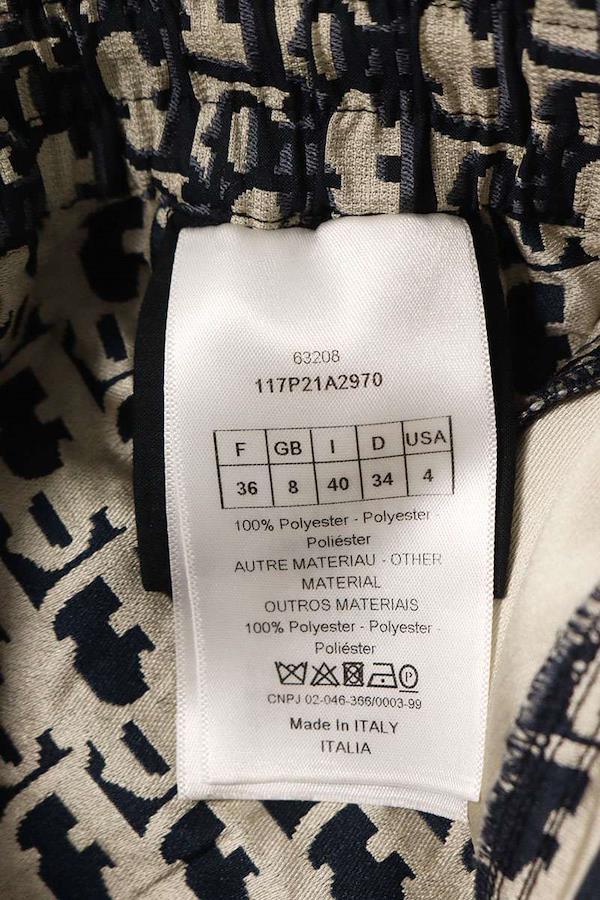 63208
117P21A2970
F GB I D USA
36 8 40 34 4
100% Polyester - Polyester -
Poliéster
AUTRE MATERIAU - OTHER
MATERIAL
OUTROS MATERIAIS
100% Polyester - Polyester -
Poliéster
CNPJ 02-046-366/0003-99
Made In ITALY
ITALIA